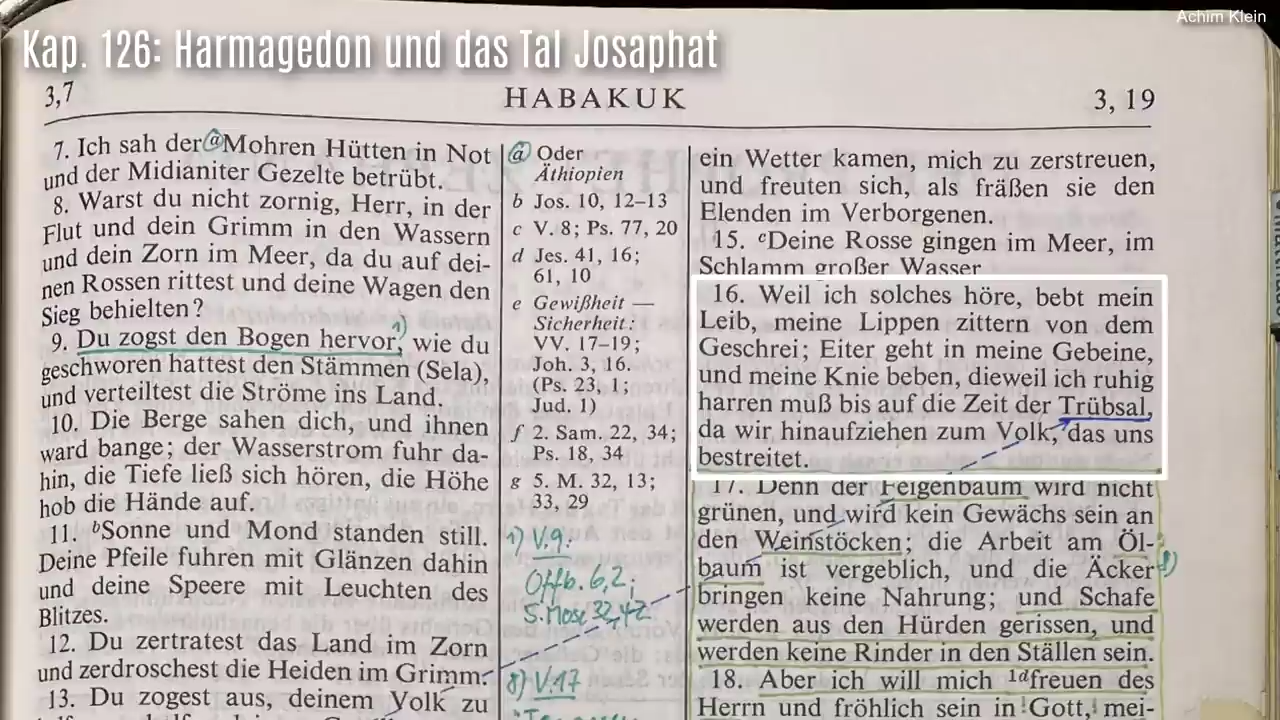 Achim Klein
Kap. 126: Harmagedon und das Tal Josaphat
3,7
HABAKUK
3, 19
7. Ich sah der @Mohren Hütten in Not
und der Midianiter Gezelte betrübt.
8. Warst du nicht zornig, Herr, in der
Flut und dein Grimm in den Wassern
und dein Zorn im Meer, da du auf dei-
nen Rossen rittest und deine Wagen den
Sieg behielten?
9. Du zogst den Bogen hervor, 1) wie du
geschworen hattest den Stämmen (Sela),
und verteiltest die Ströme ins Land.
10. Die Berge sahen dich, und ihnen
ward bange; der Wasserstrom fuhr da-
hin, die Tiefe ließ sich hören, die Höhe
hob die Hände auf.
11. bSonne und Mond standen still.
Deine Pfeile fuhren mit Glänzen dahin
und deine Speere mit Leuchten des
Blitzes.
12. Du zertratest das Land im Zorn
und zerdroschest die Heiden im Grimm.
13. Du zogest aus, deinem Volk zu
@ Oder
Äthiopien
b Jos. 10, 12–13
c V. 8; Ps. 77, 20
d Jes. 41, 16;
61, 10
e Gewißheit —
Sicherheit:
VV. 17–19;
Joh. 3, 16.
(Ps. 23, 1;
Jud. 1)
f 2. Sam. 22, 34;
Ps. 18, 34
g 5. M. 32, 13;
33, 29
1) V.9:
Offb. 6,2;
5. Mose 32,42
8) V.17
ein Wetter kamen, mich zu zerstreuen,
und freuten sich, als fräßen sie den
Elenden im Verborgenen.
15. cDeine Rosse gingen im Meer, im
Schlamm großer Wasser
16. Weil ich solches höre, bebt mein
Leib, meine Lippen zittern von dem
Geschrei; Eiter geht in meine Gebeine,
und meine Knie beben, dieweil ich ruhig
harren muß bis auf die Zeit der Trübsal,
da wir hinaufziehen zum Volk, das uns
bestreitet.
17. Denn der Feigenbaum wird nicht
grünen, und wird kein Gewächs sein an
den Weinstöcken; die Arbeit am Öl-
baum ist vergeblich, und die Äcker 8)
bringen keine Nahrung; und Schafe
werden aus den Hürden gerissen, und
werden keine Rinder in den Ställen sein.
18. Aber ich will mich 1dfreuen des
Herrn und fröhlich sein in Gott, mei-